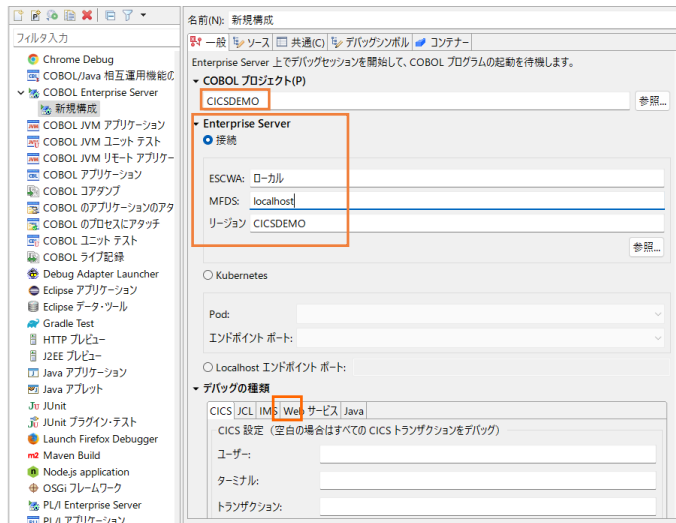 名前(N): 新規構成
フィルタ入力
Chrome Debug
COBOL/Java 相互運用機能の
COBOL Enterprise Server
新規構成
COBOL JVM アプリケーション
COBOL JVM ユニット テスト
COBOL JVM リモート アプリケー
COBOL アプリケーション
COBOL コアダンプ
COBOL のアプリケーションのアタ
COBOL のプロセスにアタッチ
COBOL ユニット テスト
COBOL ライブ記録
Debug Adapter Launcher
Eclipse アプリケーション
Eclipse データ・ツール
Gradle Test
HTTP プレビュー
J2EE プレビュー
Java アプリケーション
Java アプレット
JUnit
JUnit プラグイン・テスト
Launch Firefox Debugger
Maven Build
Node.js application
OSGi フレームワーク
PL/I Enterprise Server
PL/I アプリケーション
一般 ソース 共通(C) デバッグシンボル コンテナー
Enterprise Server 上でデバッグセッションを開始して、COBOL プログラムの起動を待機します。
COBOL プロジェクト(P)
CICSDEMO 参照...
Enterprise Server
接続
ESCWA: ローカル
MFDS: localhost
リージョン CICSDEMO
参照...
Kubernetes
Pod:
エンドポイント ポート:
Localhost エンドポイント ポート:
デバッグの種類
CICS JCL IMS Web サービス Java
CICS 設定（空白の場合はすべての CICS トランザクションをデバッグ）
ユーザー:
ターミナル:
トランザクション: